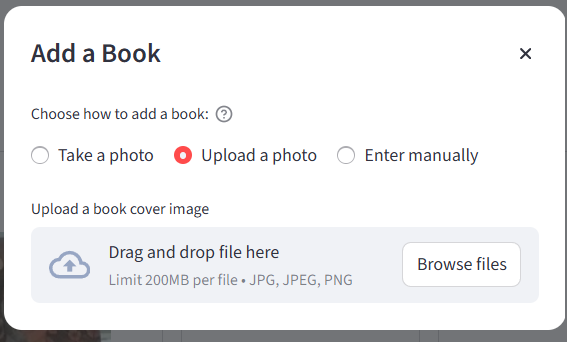 Add a Book
Choose how to add a book:
Take a photo Upload a photo Enter manually
Upload a book cover image
Drag and drop file here
Limit 200MB per file • JPG, JPEG, PNG
Browse files